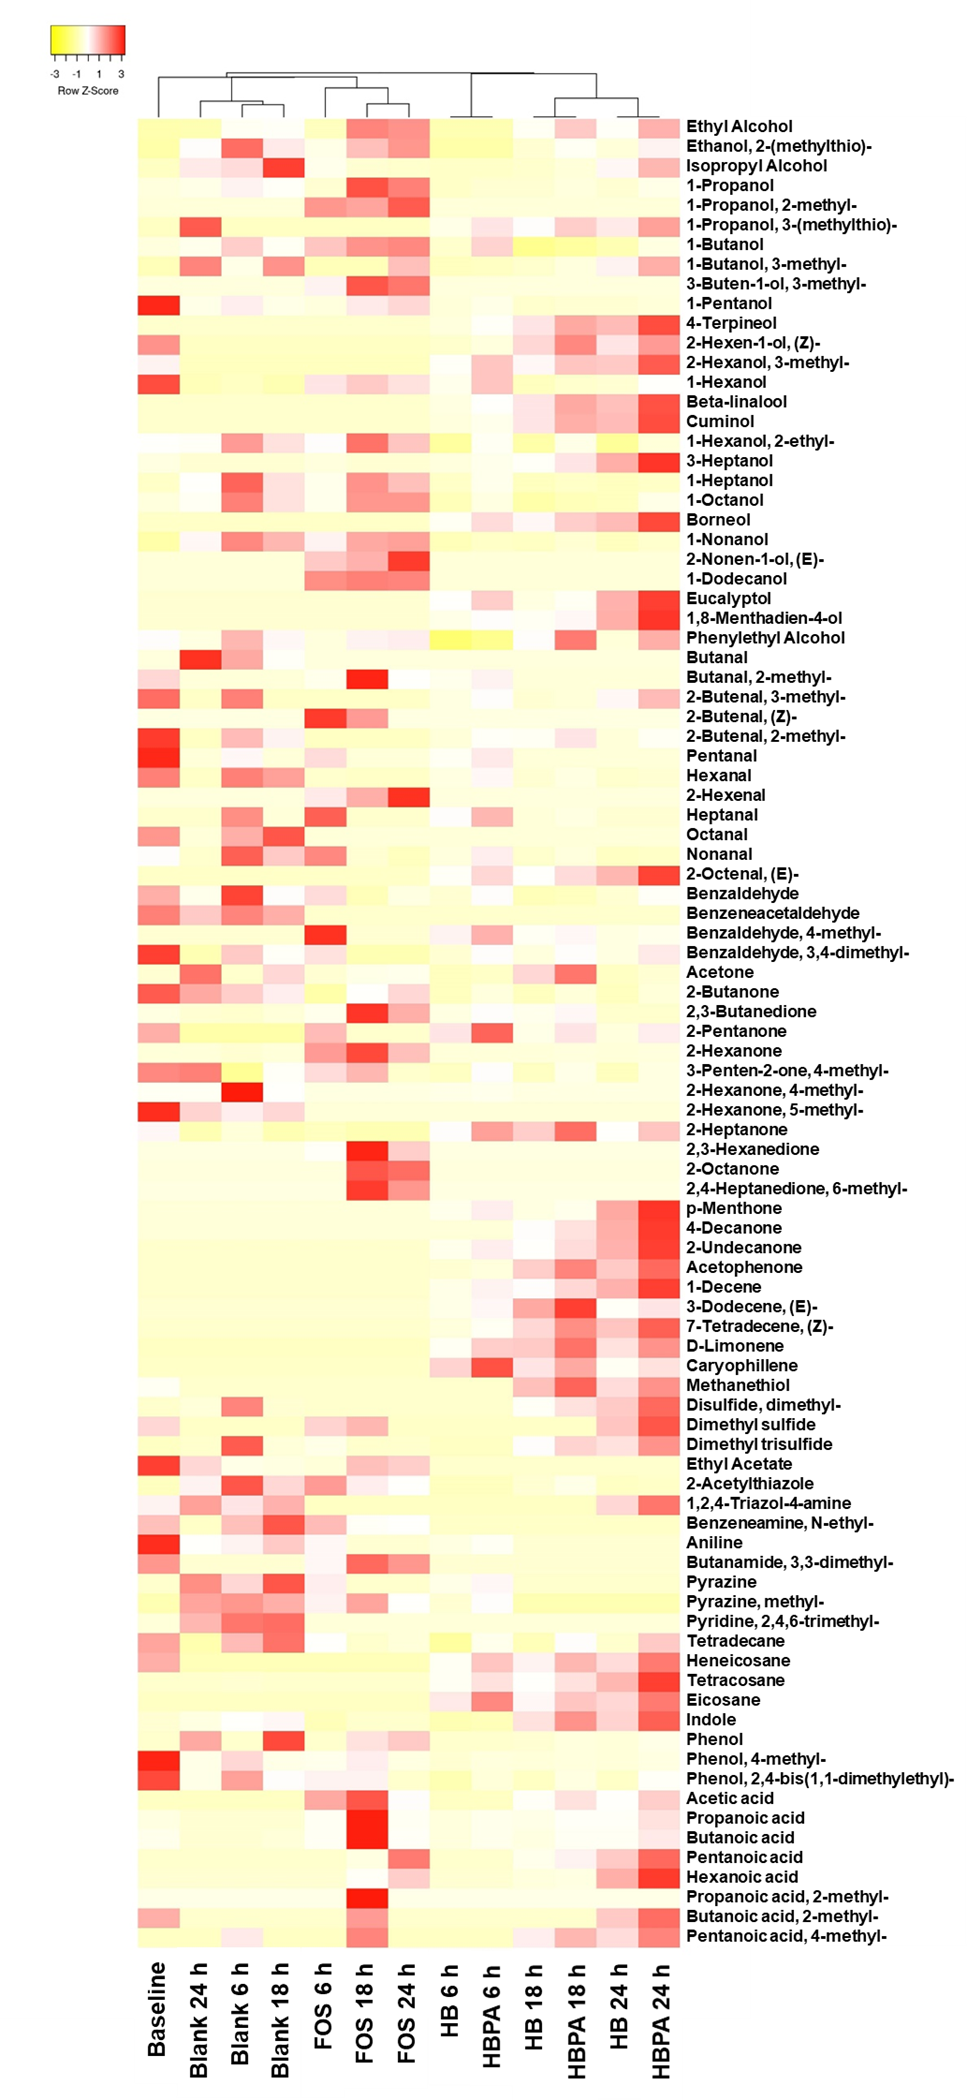 -3 -1 1 3
Row Z-Score
Ethyl Alcohol
Ethanol, 2-(methylthio)-
Isopropyl Alcohol
1-Propanol
1-Propanol, 2-methyl-
1-Propanol, 3-(methylthio)-
1-Butanol
1-Butanol, 3-methyl-
3-Buten-1-ol, 3-methyl-
1-Pentanol
4-Terpineol
2-Hexen-1-ol, (Z)-
2-Hexanol, 3-methyl-
1-Hexanol
Beta-linalool
Cuminol
1-Hexanol, 2-ethyl-
3-Heptanol
1-Heptanol
1-Octanol
Borneol
1-Nonanol
2-Nonen-1-ol, (E)-
1-Dodecanol
Eucalyptol
1,8-Menthadien-4-ol
Phenylethyl Alcohol
Butanal
Butanal, 2-methyl-
2-Butenal, 3-methyl-
2-Butenal, (Z)-
2-Butenal, 2-methyl-
Pentanal
Hexanal
2-Hexenal
Heptanal
Octanal
Nonanal
2-Octenal, (E)-
Benzaldehyde
Benzeneacetaldehyde
Benzaldehyde, 4-methyl-
Benzaldehyde, 3,4-dimethyl-
Acetone
2-Butanone
2,3-Butanedione
2-Pentanone
2-Hexanone
3-Penten-2-one, 4-methyl-
2-Hexanone, 4-methyl-
2-Hexanone, 5-methyl-
2-Heptanone
2,3-Hexanedione
2-Octanone
2,4-Heptanedione, 6-methyl-
p-Menthone
4-Decanone
2-Undecanone
Acetophenone
1-Decene
3-Dodecene, (E)-
7-Tetradecene, (Z)-
D-Limonene
Caryophillene
Methanethiol
Disulfide, dimethyl-
Dimethyl sulfide
Dimethyl trisulfide
Ethyl Acetate
2-Acetylthiazole
1,2,4-Triazol-4-amine
Benzeneamine, N-ethyl-
Aniline
Butanamide, 3,3-dimethyl-
Pyrazine
Pyrazine, methyl-
Pyridine, 2,4,6-trimethyl-
Tetradecane
Heneicosane
Tetracosane
Eicosane
Indole
Phenol
Phenol, 4-methyl-
Phenol, 2,4-bis(1,1-dimethylethyl)-
Acetic acid
Propanoic acid
Butanoic acid
Pentanoic acid
Hexanoic acid
Propanoic acid, 2-methyl-
Butanoic acid, 2-methyl-
Pentanoic acid, 4-methyl-
Baseline
Blank 24 h
Blank 6 h
Blank 18 h
FOS 6 h
FOS 18 h
FOS 24 h
HB 6 h
HBPA 6 h
HB 18 h
HBPA 18 h
HB 24 h
HBPA 24 h